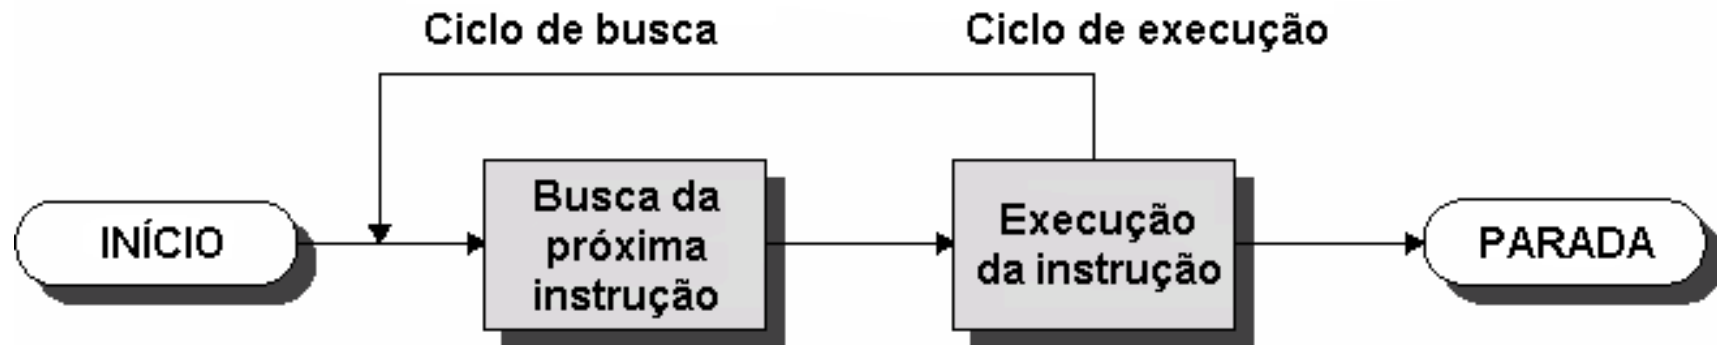 Ciclo de busca
Ciclo de execução
INÍCIO
Busca da
próxima
instrução
Execução
da instrução
PARADA